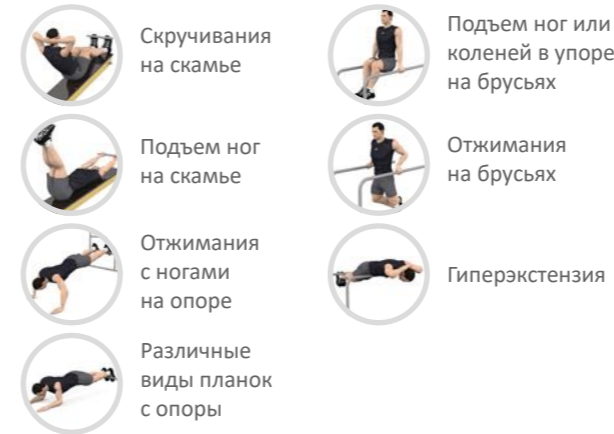 Скручивания
на скамье
Подъем ног
на скамье
Отжимания
с ногами
на опоре
Различные
виды планок
с опоры
Подъем ног или
коленей в упоре
на брусьях
Отжимания
на брусьях
Гиперэкстензия